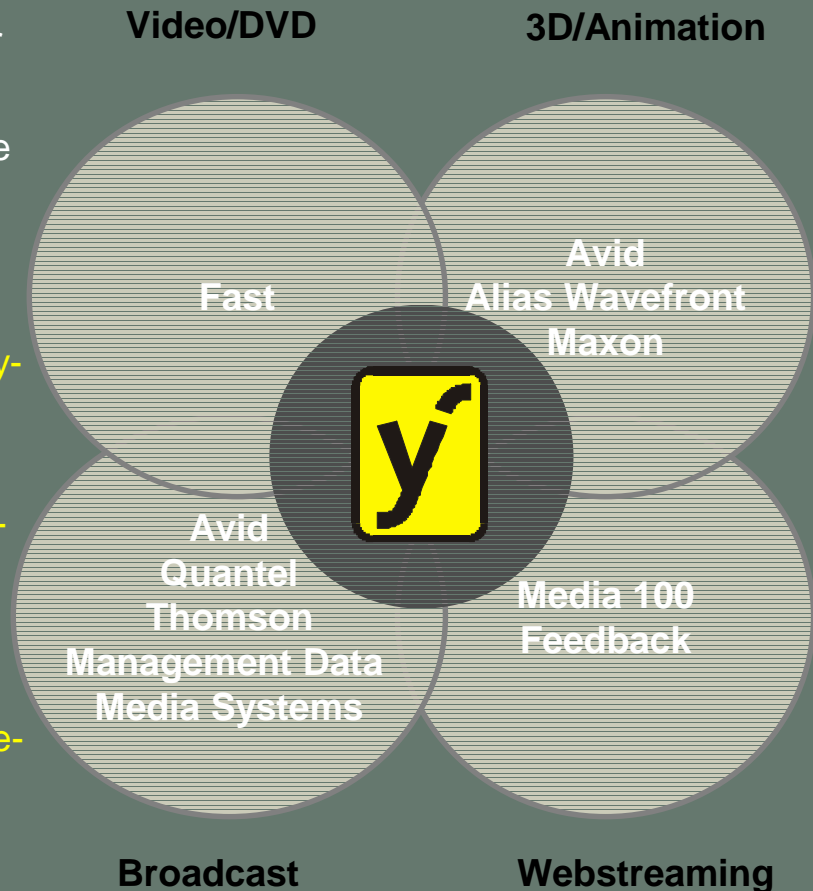 Video/DVD
3D/Animation
e
Fast
Avid
Alias Wavefront
Maxon
y-
y
-
Avid
Quantel
Thomson
Management Data
Media Systems
Media 100
Feedback
e-
Broadcast
Webstreaming